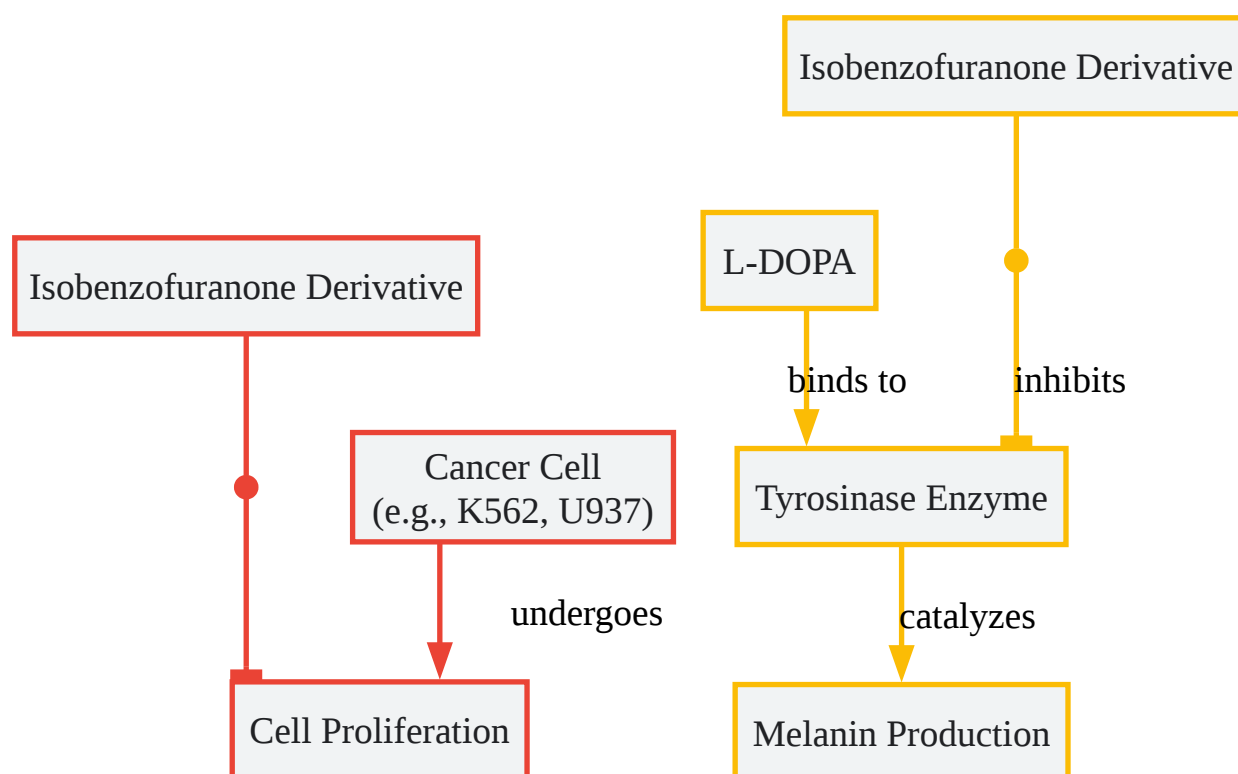 Isobenzofuranone Derivative
L-DOPA
Isobenzofuranone Derivative
binds to
inhibits
Cancer Cell
(e.g., K562, U937)
Tyrosinase Enzyme
undergoes
catalyzes
Cell Proliferation
Melanin Production